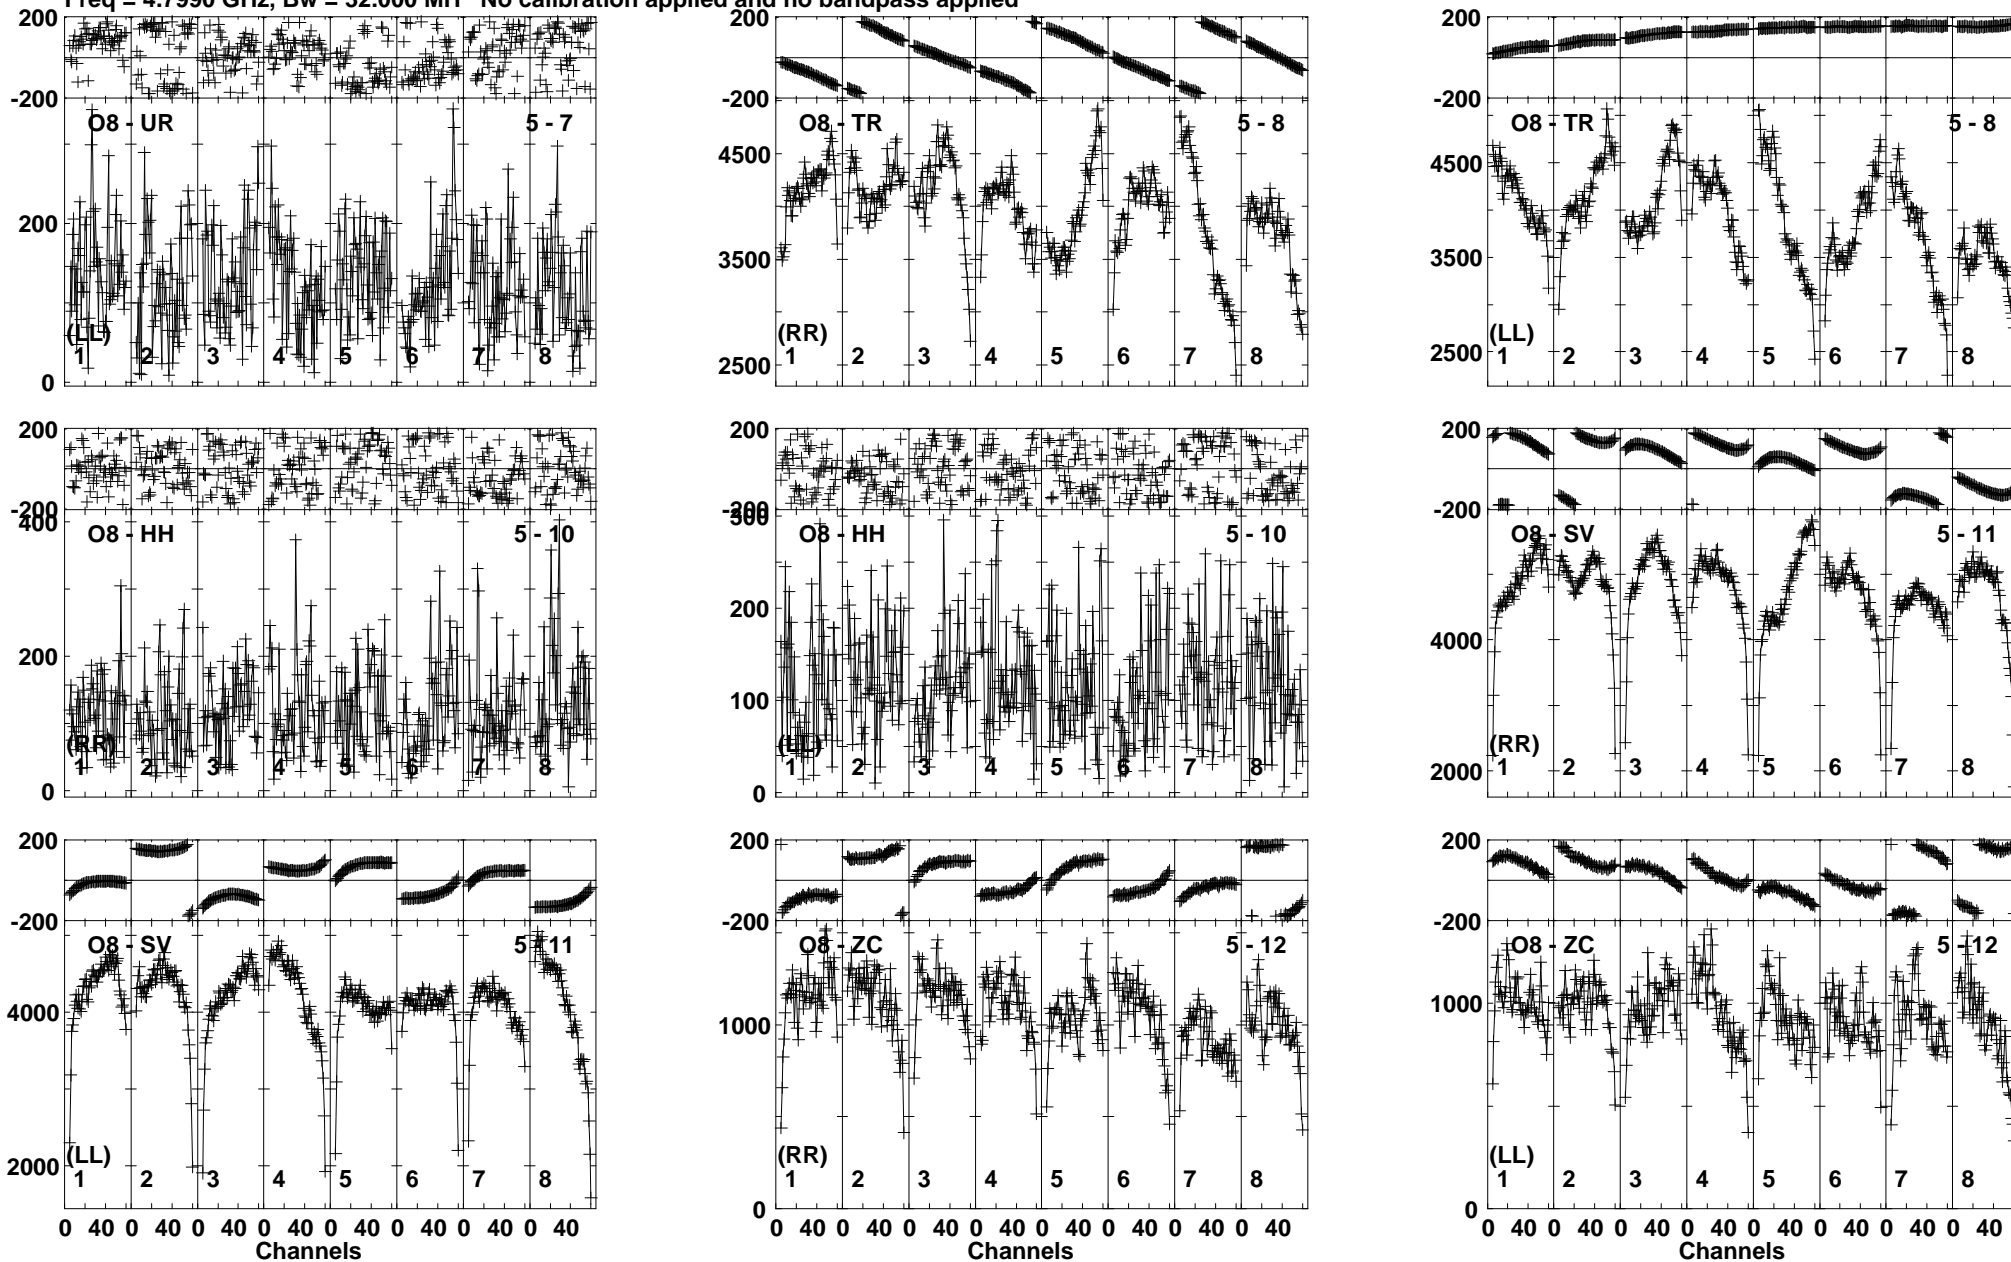 Freq = 4.7990 GHz, Bw = 32.000 MH No calibration applied and no bandpass applied
200
-200
O8 - UR 5 - 7
200
0
(LL)
1 2 3 4 5 6 7 8
200
-200
O8 - TR 5 - 8
4500
3500
2500
(RR)
1 2 3 4 5 6 7 8
200
-200
O8 - TR 5 - 8
4500
3500
2500
(LL)
1 2 3 4 5 6 7 8
200
-200
400
O8 - HH 5 - 10
200
0
(RR)
1 2 3 4 5 6 7 8
200
-200
300
O8 - HH 5 - 10
200
100
0
(LL)
1 2 3 4 5 6 7 8
200
-200
O8 - SV 5 - 11
4000
2000
(RR)
1 2 3 4 5 6 7 8
200
-200
O8 - SV 5 - 11
4000
2000
(LL)
1 2 3 4 5 6 7 8
0 40 0 40 0 40 0 40 0 40 0 40 0 40 0 40
Channels
200
-200
O8 - ZC 5 - 12
1000
0
(RR)
1 2 3 4 5 6 7 8
0 40 0 40 0 40 0 40 0 40 0 40 0 40 0 40
Channels
200
-200
O8 - ZC 5 - 12
1000
0
(LL)
1 2 3 4 5 6 7 8
0 40 0 40 0 40 0 40 0 40 0 40 0 40 0 40
Channels